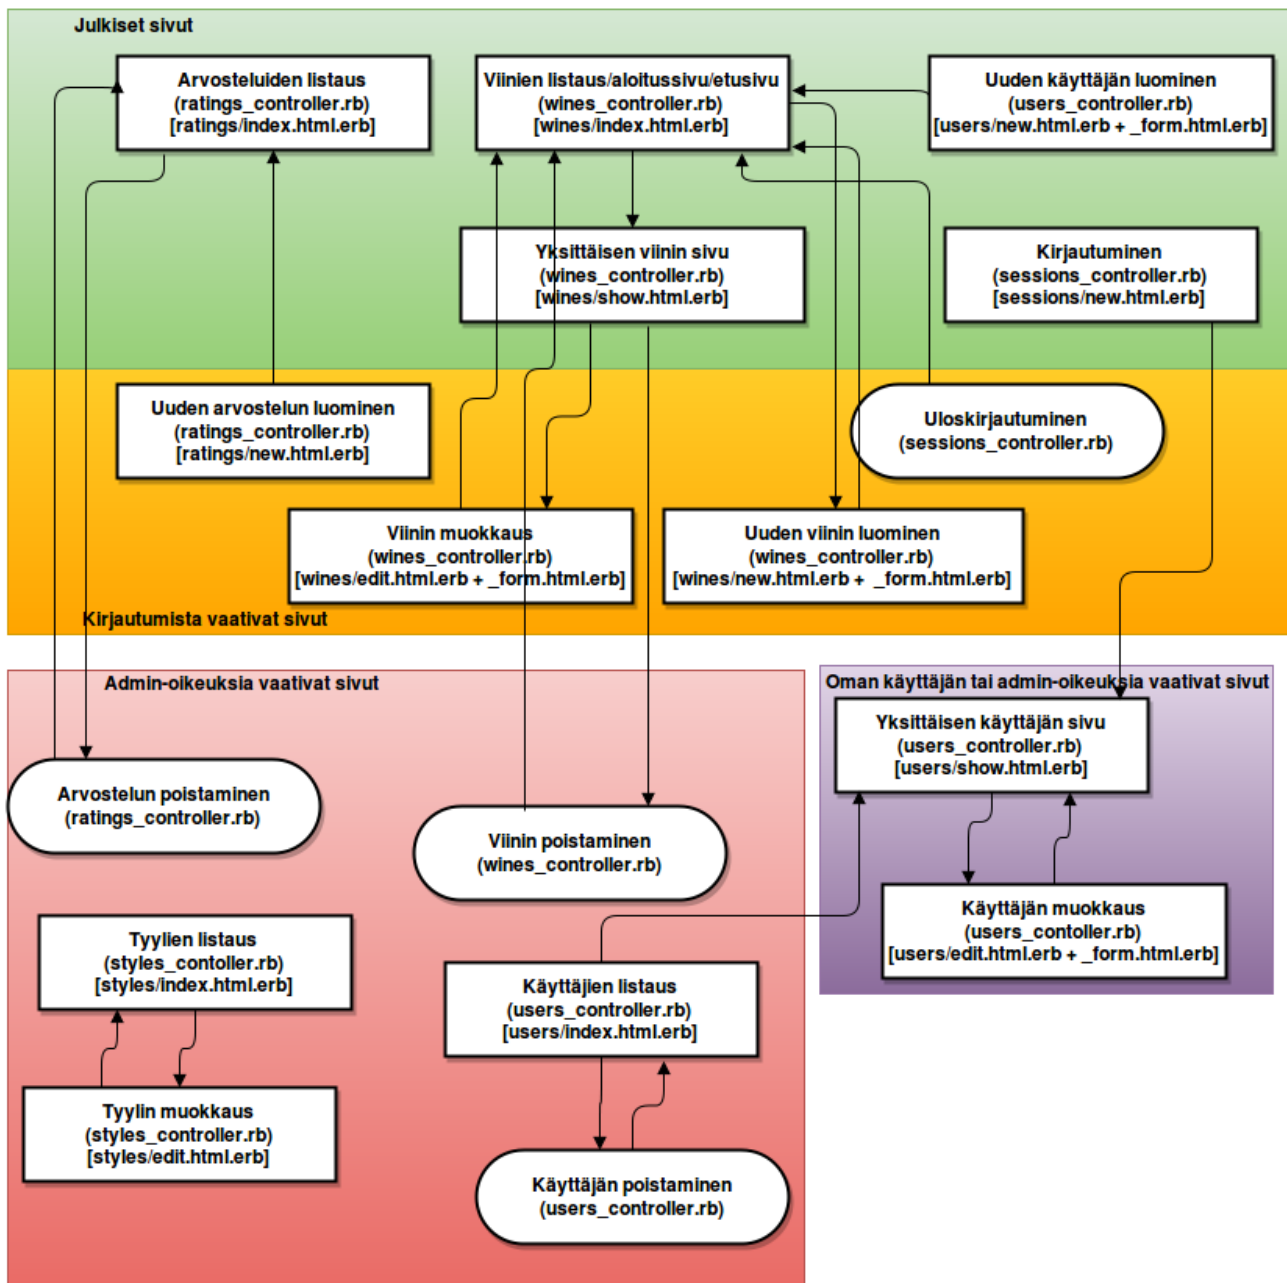 Julkiset sivut
Arvosteluiden listaus
(ratings_controller.rb)
[ratings/index.html.erb]
Viinien listaus/aloitussivu/etusivu
(wines_controller.rb)
[wines/index.html.erb]
Uuden käyttäjän luominen
(users_controller.rb)
[users/new.html.erb + _form.html.erb]
Yksittäisen viinin sivu
(wines_controller.rb)
[wines/show.html.erb]
Kirjautuminen
(sessions_controller.rb)
[sessions/new.html.erb]
Uuden arvostelun luominen
(ratings_controller.rb)
[ratings/new.html.erb]
Uloskirjautuminen
(sessions_controller.rb)
Viinin muokkaus
(wines_controller.rb)
[wines/edit.html.erb + _form.html.erb]
Uuden viinin luominen
(wines_controller.rb)
[wines/new.html.erb + _form.html.erb]
Kirjautumista vaativat sivut
Admin-oikeuksia vaativat sivut
Oman käyttäjän tai admin-oikeuksia vaativat sivut
Yksittäisen käyttäjän sivu
(users_controller.rb)
[users/show.html.erb]
Arvostelun poistaminen
(ratings_controller.rb)
Viinin poistaminen
(wines_controller.rb)
Käyttäjän muokkaus
(users_contoller.rb)
[users/edit.html.erb + _form.html.erb]
Tyylien listaus
(styles_contoller.rb)
[styles/index.html.erb]
Käyttäjien listaus
(users_controller.rb)
[users/index.html.erb]
Tyylin muokkaus
(styles_controller.rb)
[styles/edit.html.erb]
Käyttäjän poistaminen
(users_controller.rb)